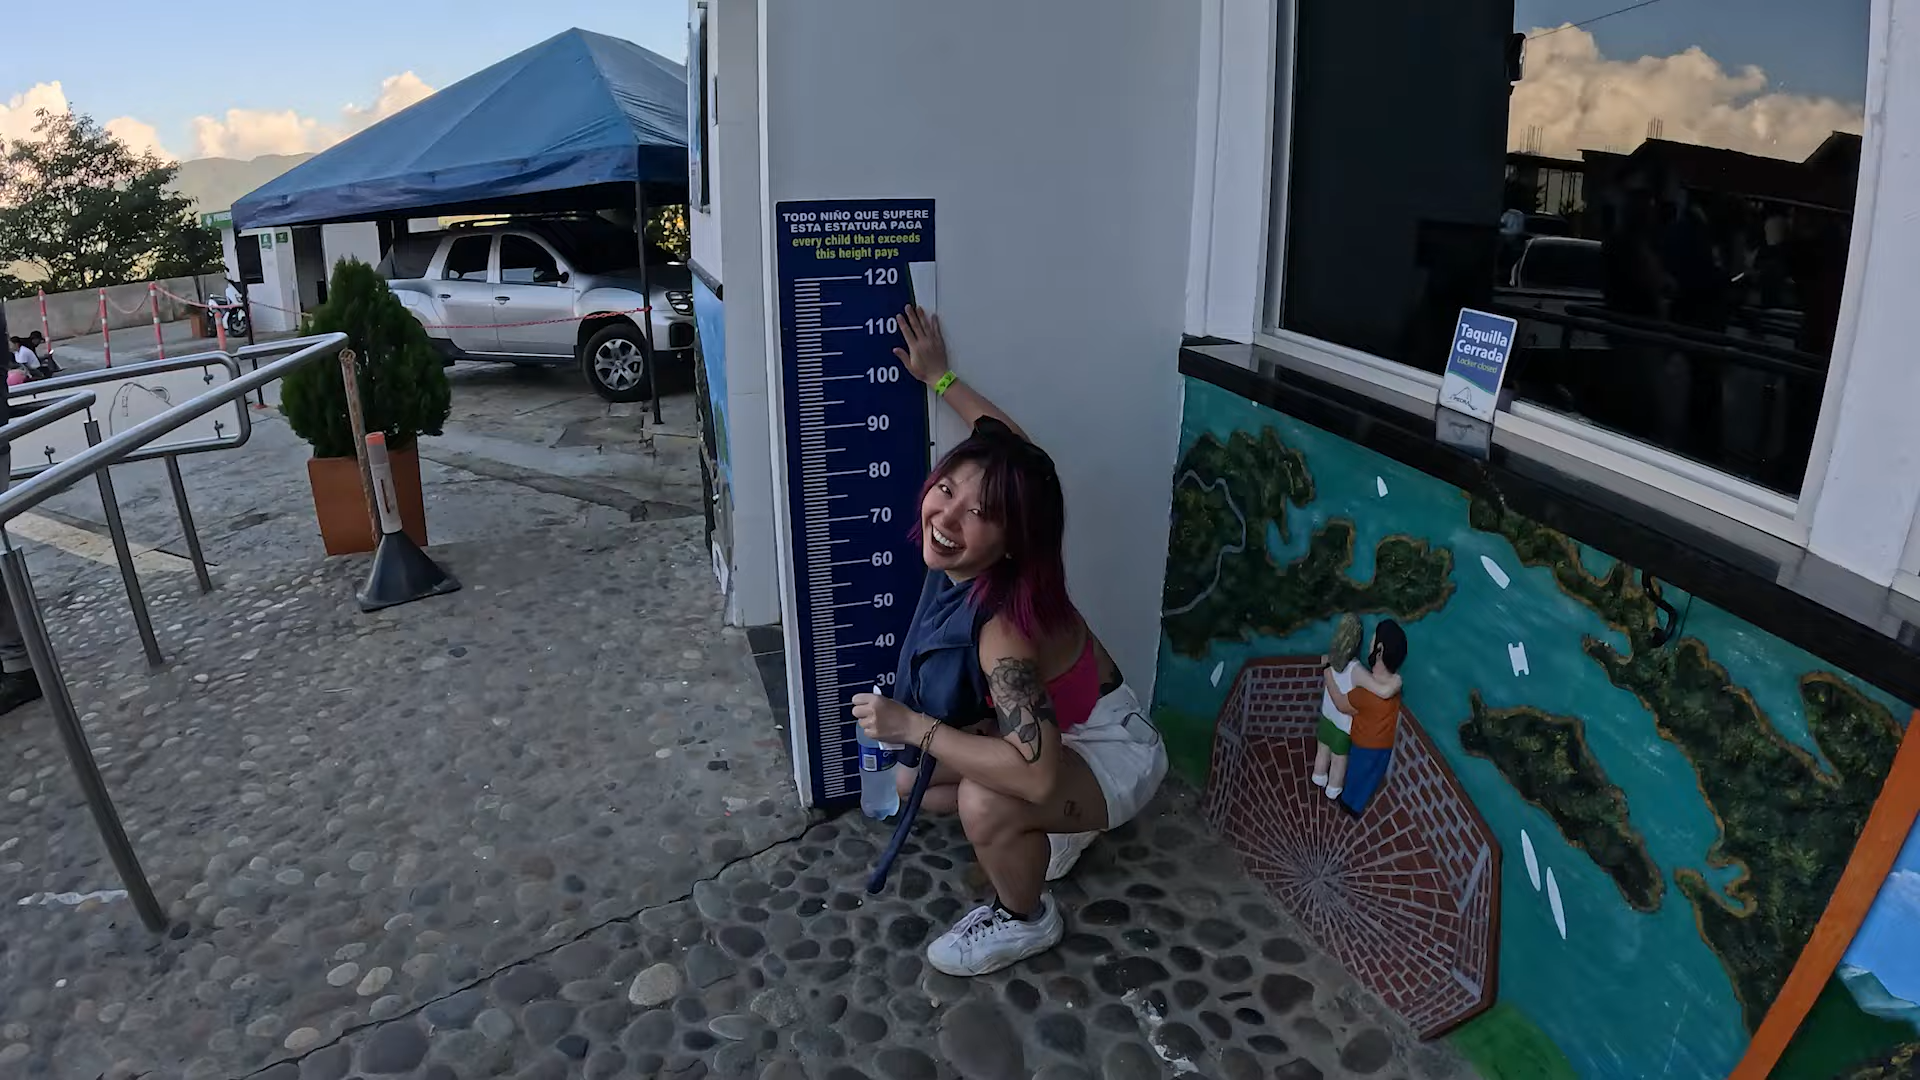 TODO NIÑO QUE SUPERE
ESTA ESTATURA PAGA
every child that exceeds
this height pays
120
110
100
90
80
70
60
50
40
30
Taquilla
Cerrada
Locker closed